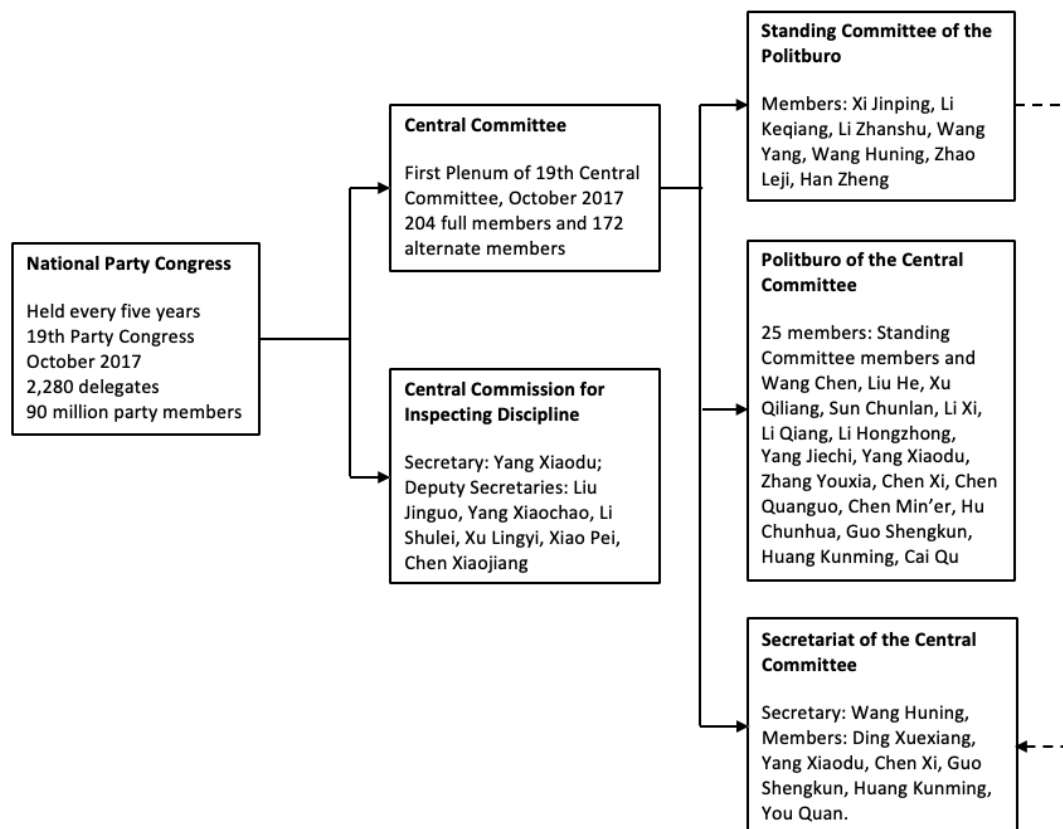 National Party Congress
Held every five years
19th Party Congress
October 2017
2,280 delegates
90 million party members
Central Committee
First Plenum of 19th Central
Committee, October 2017
204 full members and 172
alternate members
Central Commission for
Inspecting Discipline
Secretary: Yang Xiaodu;
Deputy Secretaries: Liu
Jinguo, Yang Xiaochao, Li
Shulei, Xu Lingyi, Xiao Pei,
Chen Xiaojiang
Standing Committee of the
Politburo
Members: Xi Jinping, Li
Keqiang, Li Zhanshu, Wang
Yang, Wang Huning, Zhao
Leji, Han Zheng
Politburo of the Central
Committee
25 members: Standing
Committee members and
Wang Chen, Liu He, Xu
Qiliang, Sun Chunlan, Li Xi,
Li Qiang, Li Hongzhong,
Yang Jiechi, Yang Xiaodu,
Zhang Youxia, Chen Xi, Chen
Quanguo, Chen Min’er, Hu
Chunhua, Guo Shengkun,
Huang Kunming, Cai Qu
Secretariat of the Central
Committee
Secretary: Wang Huning,
Members: Ding Xuexiang,
Yang Xiaodu, Chen Xi, Guo
Shengkun, Huang Kunming,
You Quan.